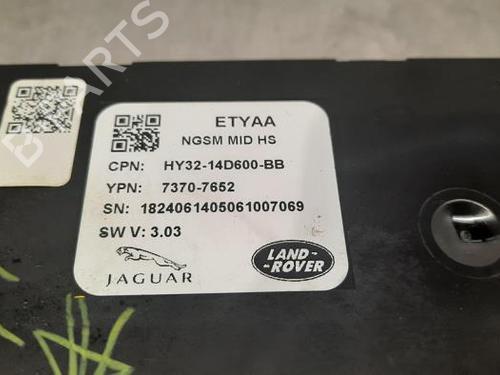 B-PARTS
ETYAA
NGSM MID HS
CPN: HY32-14D600-BB
YPN: 7370-7652
SN: 1824061405061007069
SW V: 3.03
JAGUAR
LAND-
-ROVER